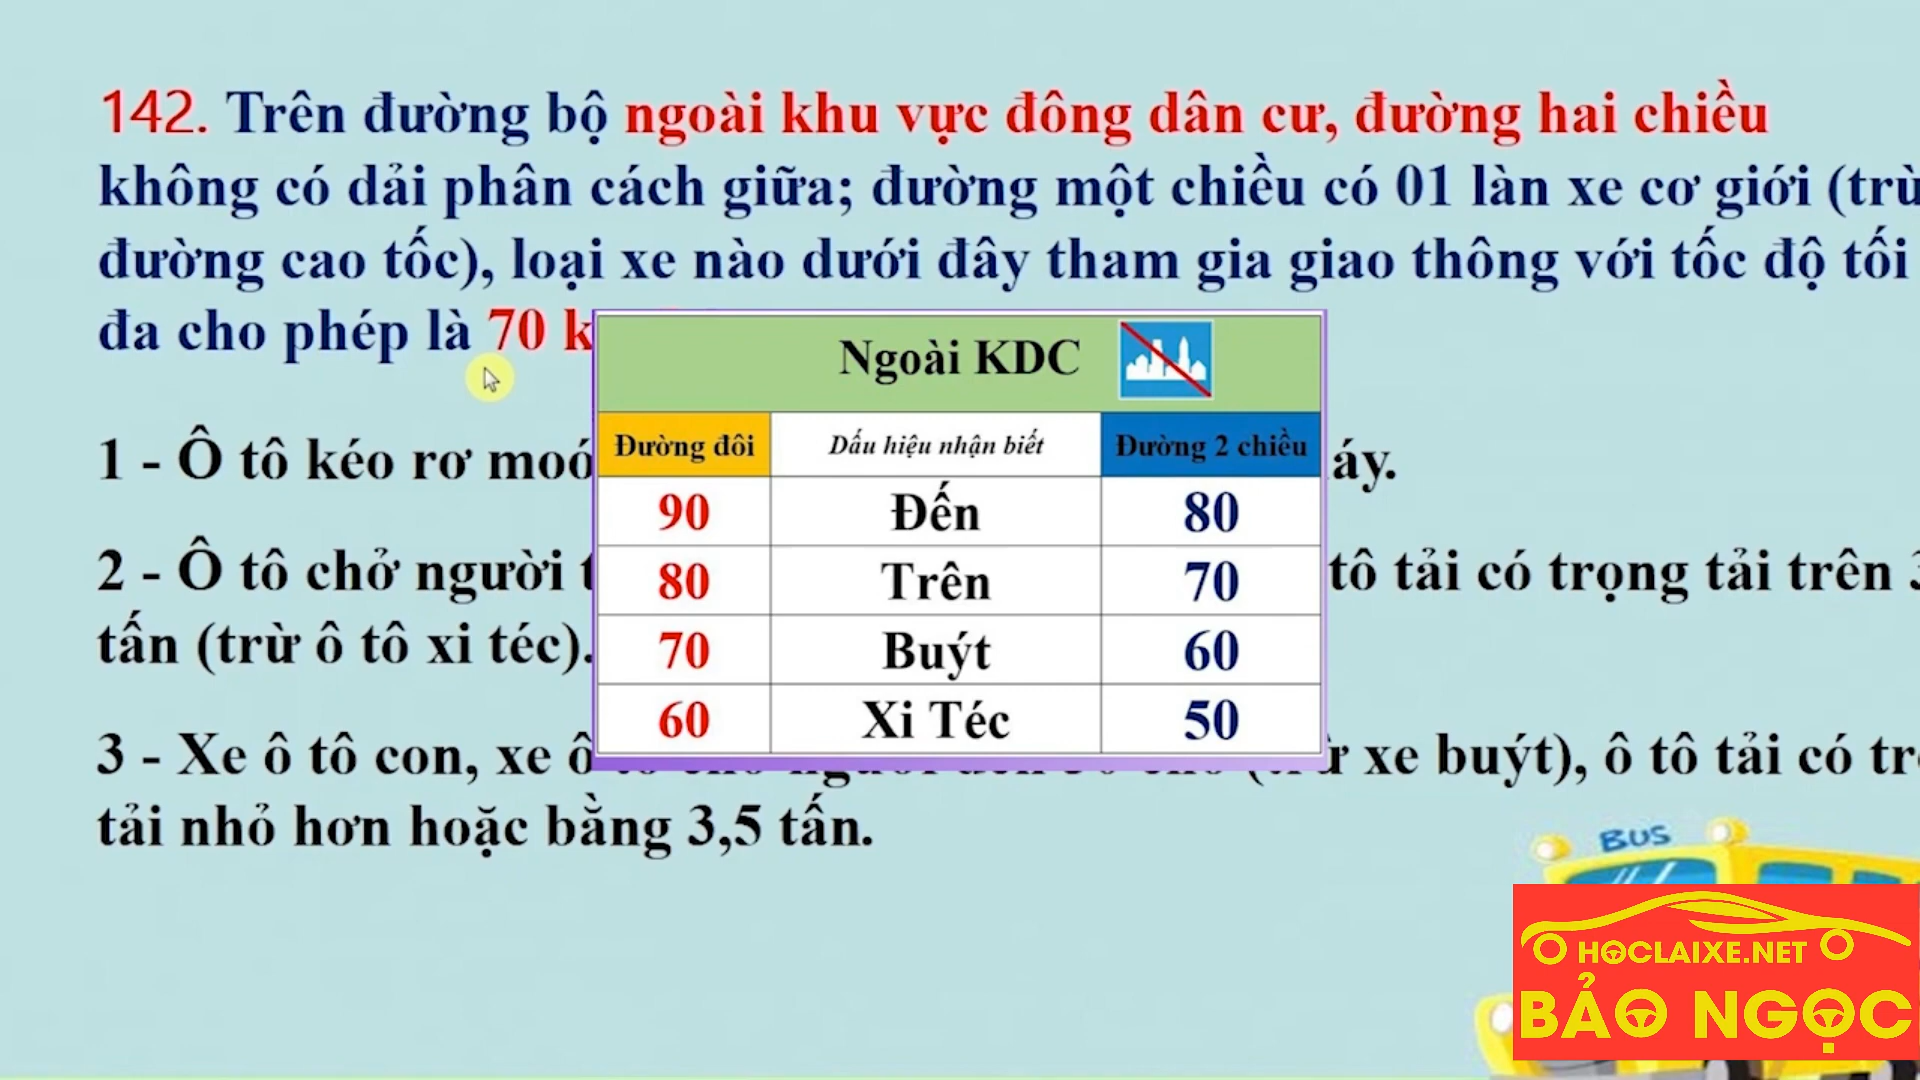 142. Trên đường bộ ngoài khu vực đông dân cư, đường hai chiều
không có dải phân cách giữa; đường một chiều có 01 làn xe cơ giới (trừ
đường cao tốc), loại xe nào dưới đây tham gia giao thông với tốc độ tối
đa cho phép là 70
Ngoài KDC
Đường đôi Dấu hiệu nhận biết Đường 2 chiều
90 Đến 80
80 Trên 70
70 Buýt 60
60 Xi Téc 50
1 - Ô tô kéo rơ moó áy.
2 - Ô tô chở người tô tải có trọng tải trên
tấn (trừ ô tô xi téc).
3 - Xe ô tô con, xe ô xe buýt), ô tô tải có
tải nhỏ hơn hoặc bằng 3,5 tấn.
BUS
HỌCLAIXE.NET
BẢO NGỌC